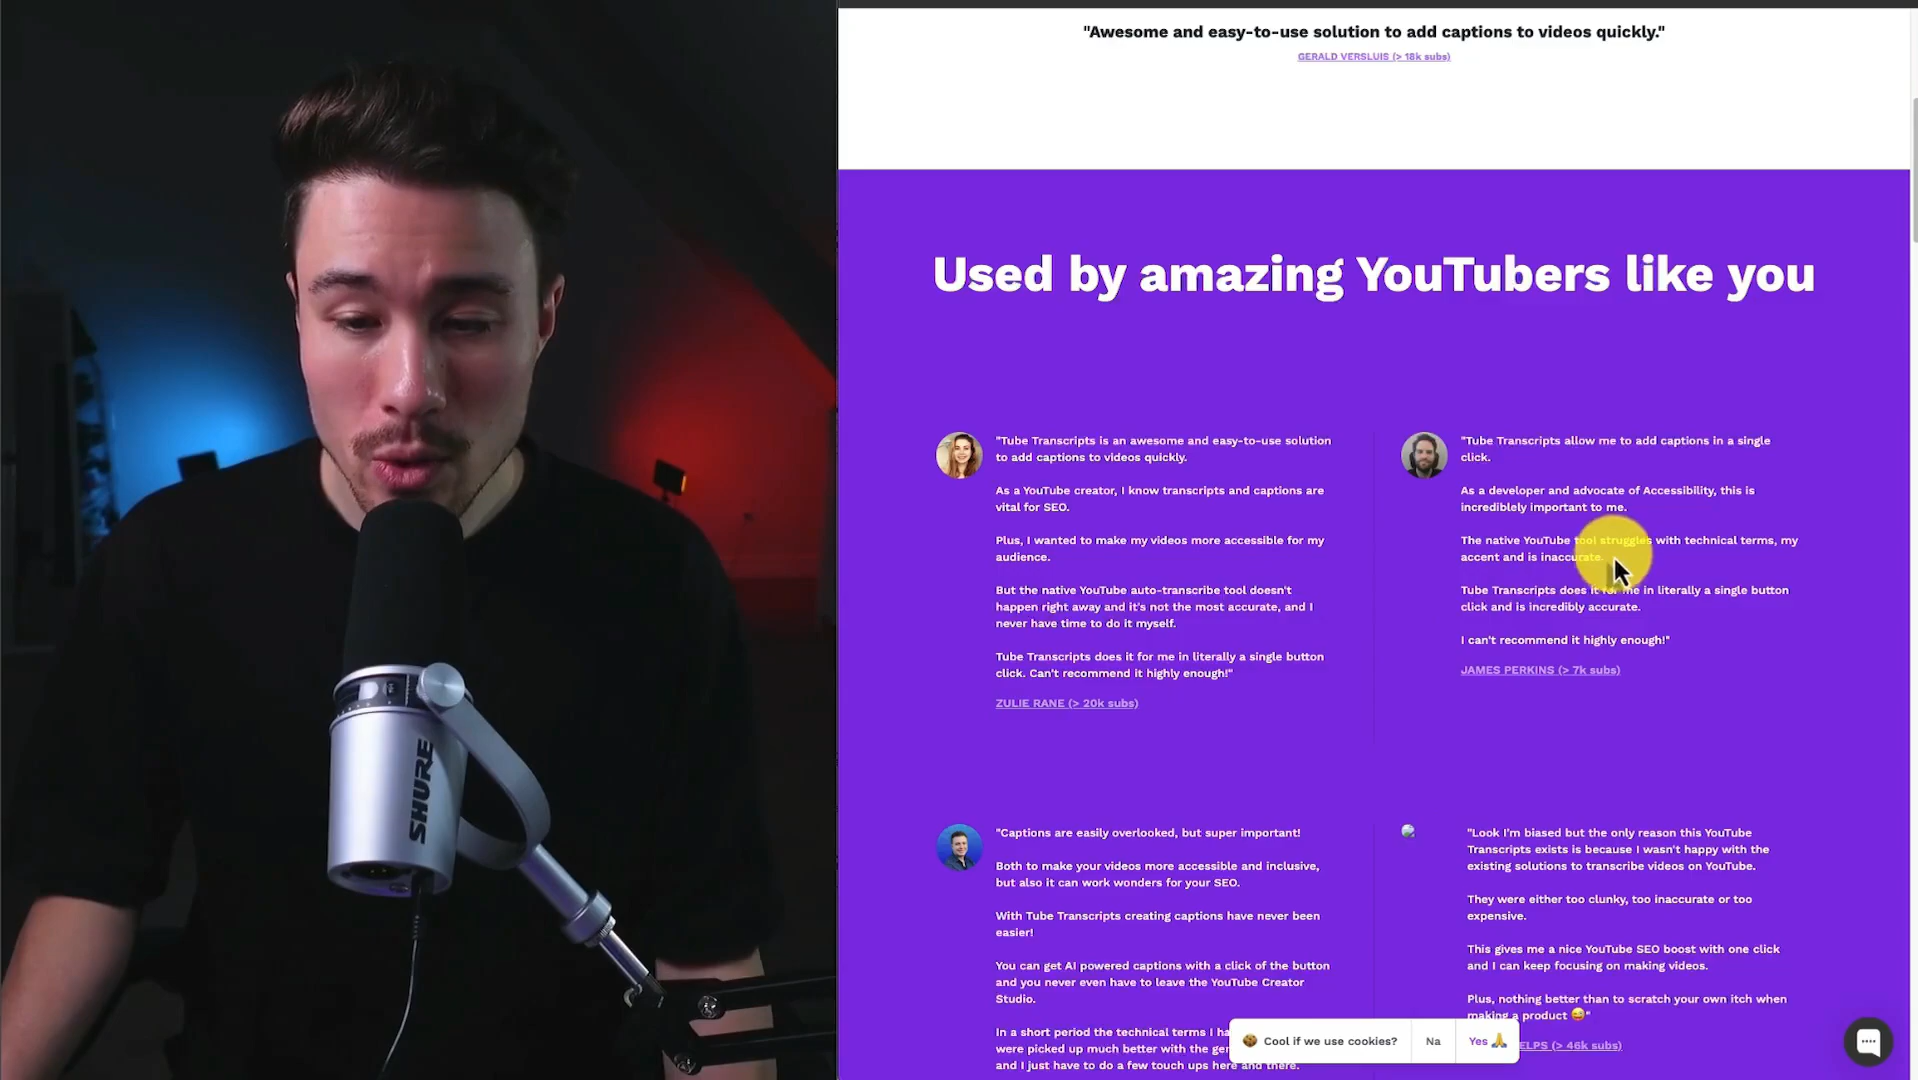 "Awesome and easy-to-use solution to add captions to videos quickly."
GERALD VERSLUIS (> 18k subs)
Used by amazing YouTubers like you
"Tube Transcripts is an awesome and easy-to-use solution
to add captions to videos quickly.
As a YouTube creator, I know transcripts and captions are
vital for SEO.
Plus, I wanted to make my videos more accessible for my
audience.
But the native YouTube auto-transcribe tool doesn't
happen right away and it's not the most accurate, and I
never have time to do it myself.
Tube Transcripts does it for me in literally a single button
click. Can't recommend it highly enough!"
ZULIE RANE (> 20k subs)
"Tube Transcripts allow me to add captions in a single
click.
As a developer and advocate of Accessibility, this is
incrediblely important to me.
The native YouTube tool struggles with technical terms, my
accent and is inaccurate.
Tube Transcripts does it for me in literally a single button
click and is incredibly accurate.
I can't recommend it highly enough!"
JAMES PERKINS (> 7k subs)
"Captions are easily overlooked, but super important!
Both to make your videos more accessible and inclusive,
but also it can work wonders for your SEO.
With Tube Transcripts creating captions have never been
easier!
You can get AI powered captions with a click of the button
and you never even have to leave the YouTube Creator
Studio.
In a short period the technical terms I
were picked up much better with the
and I just have to do a few touch ups here and there.
"Look I'm biased but the only reason this YouTube
Transcripts exists is because I wasn't happy with the
existing solutions to transcribe videos on YouTube.
They were either too clunky, too inaccurate or too
expensive.
This gives me a nice YouTube SEO boost with one click
and I can keep focusing on making videos.
Plus, nothing better than to scratch your own itch when
making a product 😅"
ELPS (> 46k subs)
🍪 Cool if we use cookies? Na Yes 🙏
SHURE